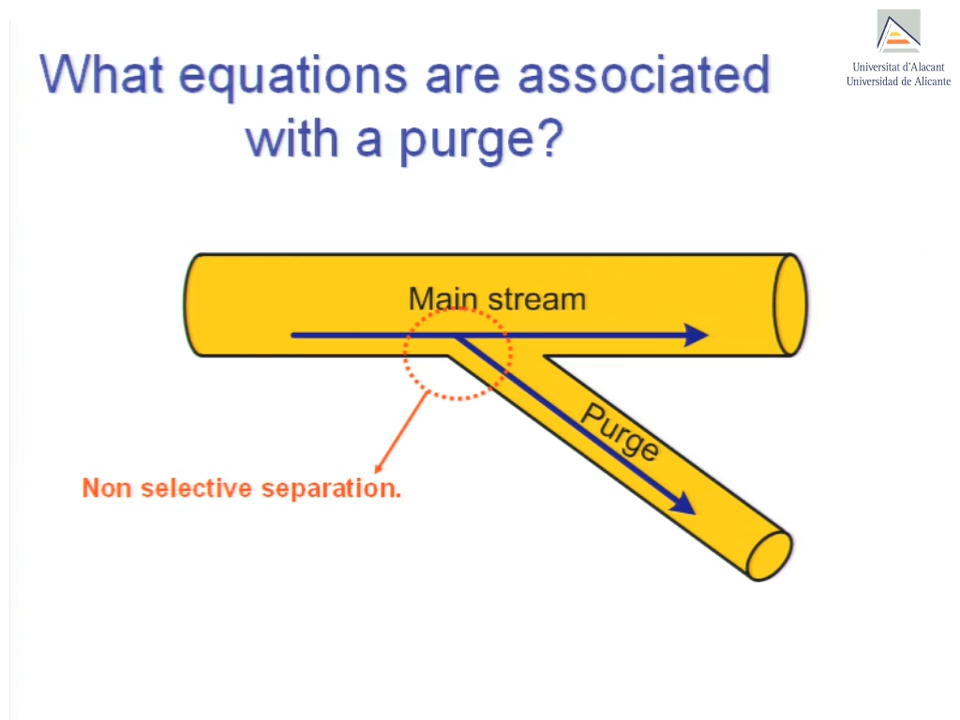 Universitat d'Alacant
Universidad de Alicante
What equations are associated
with a purge?
Main stream
Purge
Non selective separation.